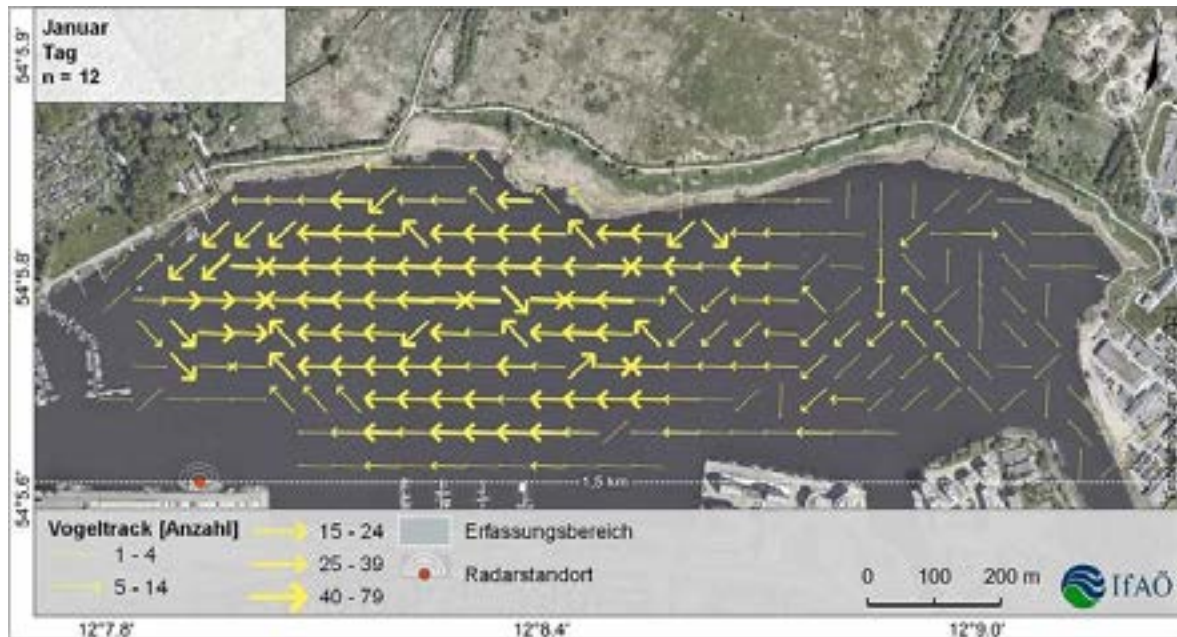 Januar
Tag
n = 12
54°5.9'
54°5.8'
54°5.6'
1,5 km
Vogeltrack [Anzahl]
1 - 4
5 - 14
15 - 24
25 - 39
40 - 79
Erfassungsbereich
Radarstandort
0 100 200 m
IfAÖ
12°7.8' 12°8.4' 12°9.0'